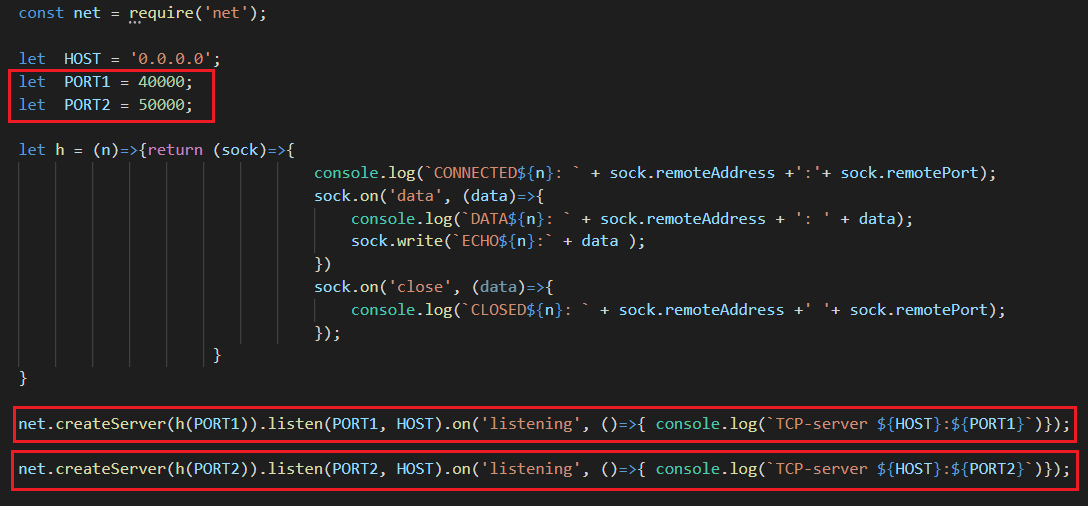 const net = require('net');
let  HOST = '0.0.0.0';
let  PORT1 = 40000;
let  PORT2 = 50000;
let h = (n)=>{return (sock)=>{
console.log(`CONNECTED${n}: ` + sock.remoteAddress +':'+ sock.remotePort);
sock.on('data', (data)=>{
console.log(`DATA${n}: ` + sock.remoteAddress + ': ' + data);
sock.write(`ECHO${n}:` + data );
})
sock.on('close', (data)=>{
console.log(`CLOSED${n}: ` + sock.remoteAddress +' '+ sock.remotePort);
});
}
}
net.createServer(h(PORT1)).listen(PORT1, HOST).on('listening', ()=>{ console.log(`TCP-server ${HOST}:${PORT1}`)});
net.createServer(h(PORT2)).listen(PORT2, HOST).on('listening', ()=>{ console.log(`TCP-server ${HOST}:${PORT2}`)});